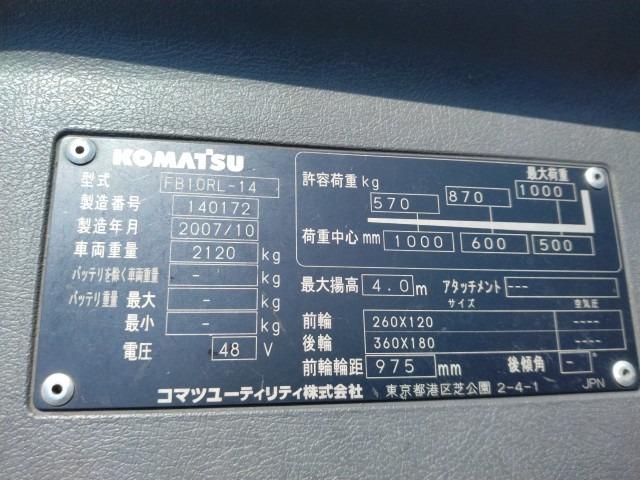 KOMATSU
型式 FB10RL-14
製造番号 140172
製造年月 2007/10
車両重量 2120 kg
バッテリを除く車両重量 - kg
バッテリ重量 最大 - kg
最小 - kg
電圧 48 V
最大荷重
許容荷重 kg 570 870 1000
荷重中心 mm 1000 600 500
最大揚高 4.0 m アタッチメント ---
サイズ 空気圧
前輪 260X120 ----
後輪 360X180 ----
前輪輪距 975 mm 後傾角 - °
コマツユーティリティ株式会社 東京都港区芝公園 2-4-1 JPN